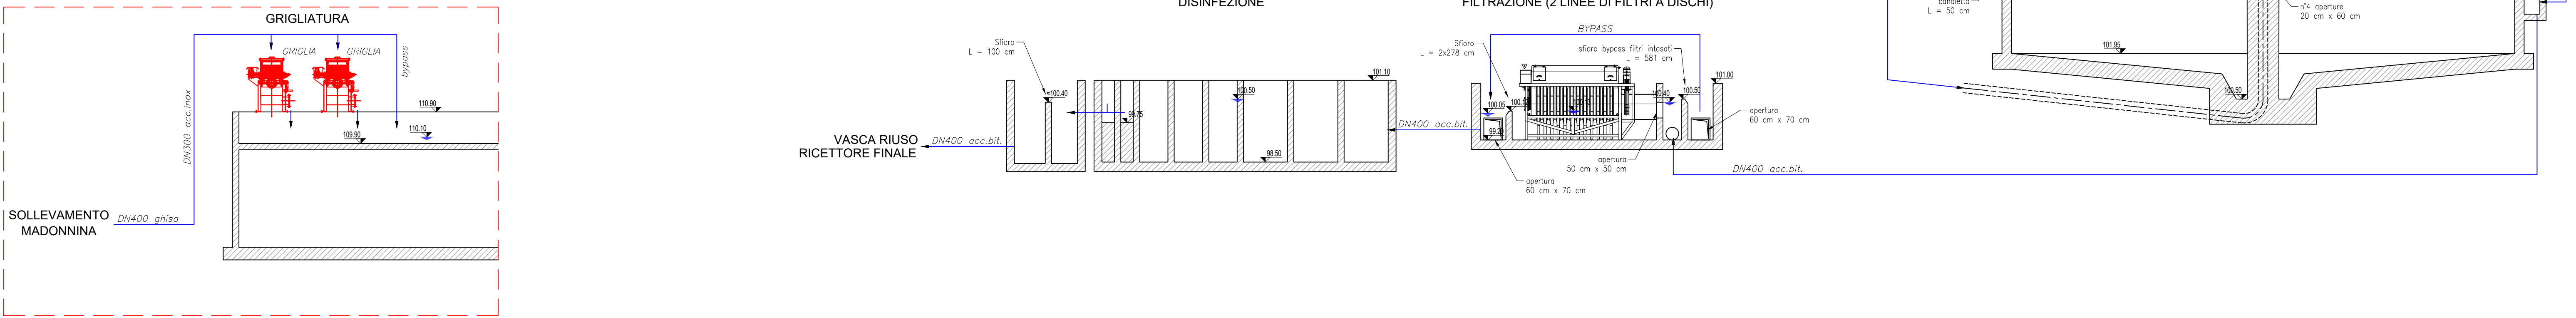 GRIGLIATURA
GRIGLIA
GRIGLIA
bypass
DN300 acc.inox
110.90
110.10
109.90
SOLLEVAMENTO
MADONNINA
DN400 ghisa
DISINFEZIONE
Sfioro
L = 100 cm
100.40
101.10
100.50
99.75
98.50
VASCA RIUSO
RICETTORE FINALE
DN400 acc.bit.
FILTRAZIONE (2 LINEE DI FILTRI A DISCHI)
BYPASS
Sfioro
L = 2x278 cm
sfioro bypass filtri intasati
L = 581 cm
101.00
100.50
100.40
100.05
99.20
DN400 acc.bit.
apertura
60 cm x 70 cm
apertura
50 cm x 50 cm
apertura
60 cm x 70 cm
DN400 acc.bit.
canaletta
L = 50 cm
n°4 aperture
20 cm x 60 cm
101.95
100.50